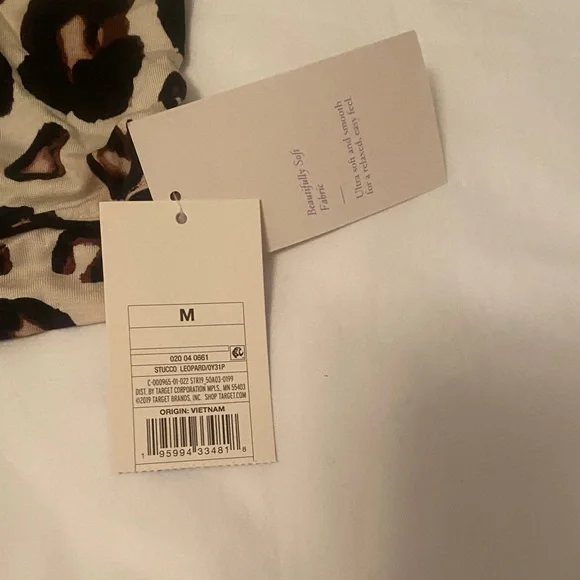 Beautifully Soft
Fabric
Ultra soft and smooth
for a relaxed, easy feel.
M
020 04 0661
STUCCO LEOPARD/0Y31P
C-000965-01-022 STR19_50A03-0199
DIST. BY TARGET CORPORATION MPLS, MN 55403
©2019 TARGET BRANDS, INC. SHOP TARGET.COM
ORIGIN: VIETNAM
1 95994 33481 8